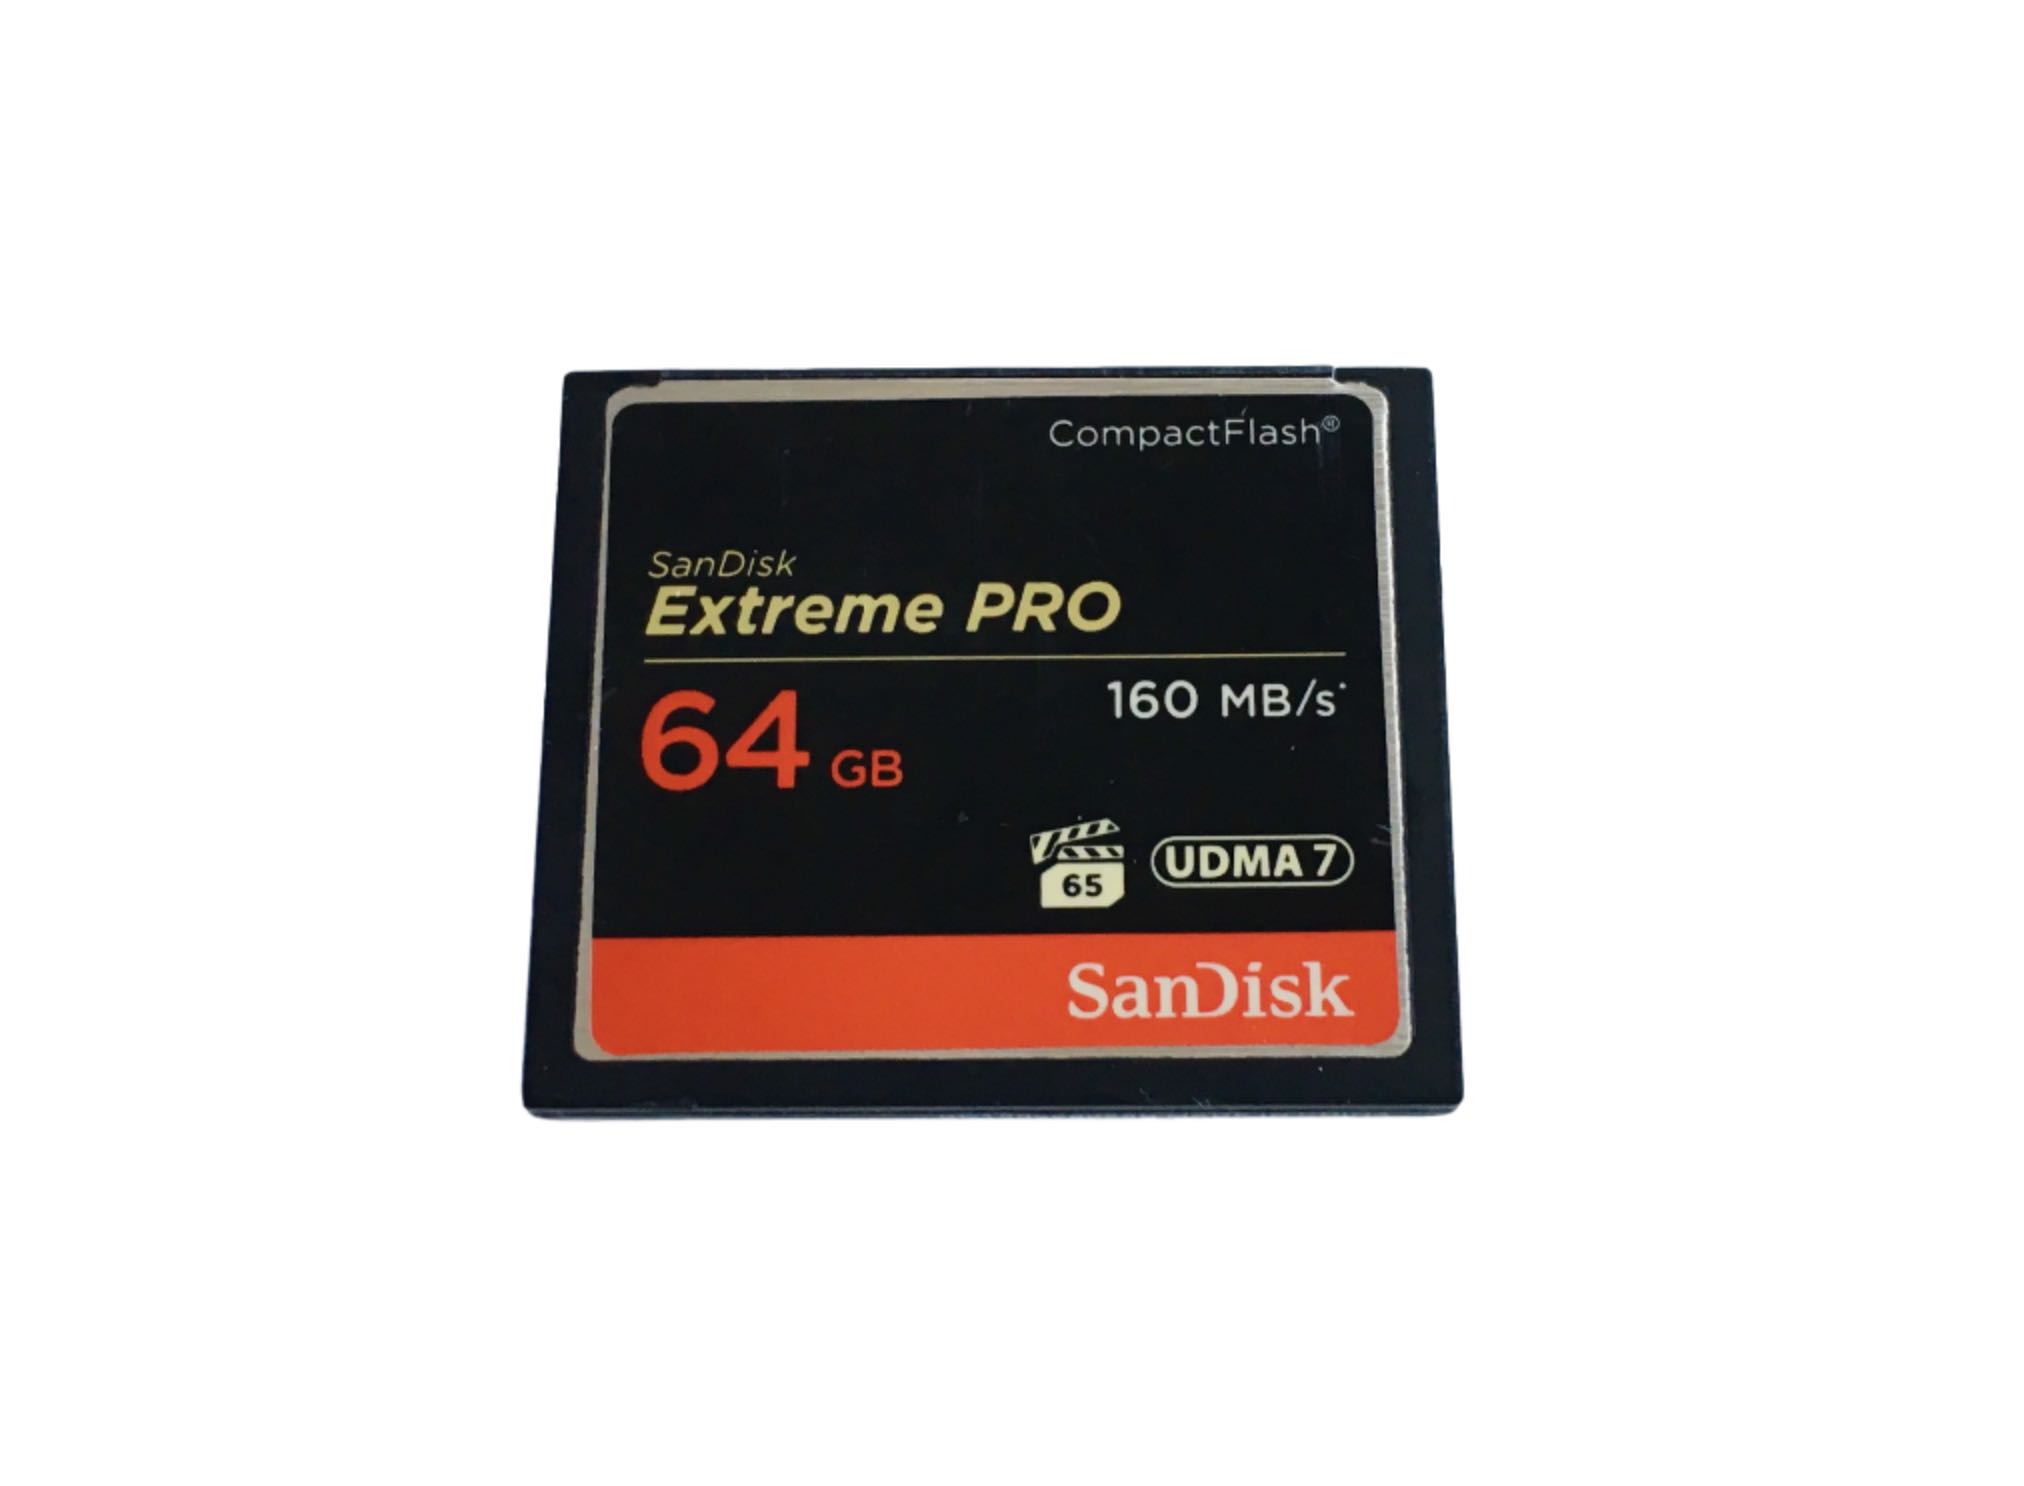 CompactFlash®
SanDisk
Extreme PRO
64 GB
160 MB/s*
65
UDMA 7
SanDisk